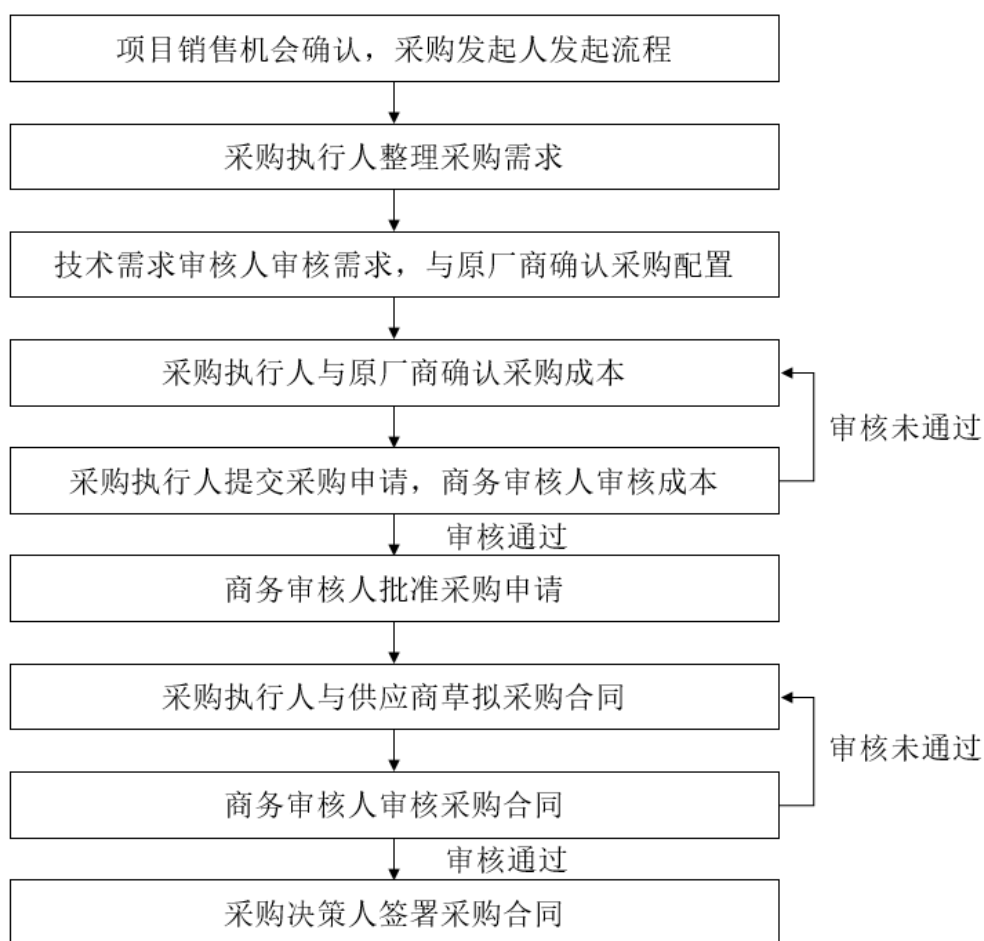 项目销售机会确认，采购发起人发起流程
采购执行人整理采购需求
技术需求审核人审核需求，与原厂商确认采购配置
采购执行人与原厂商确认采购成本
审核未通过
采购执行人提交采购申请，商务审核人审核成本
审核通过
商务审核人批准采购申请
采购执行人与供应商草拟采购合同
审核未通过
商务审核人审核采购合同
审核通过
采购决策人签署采购合同